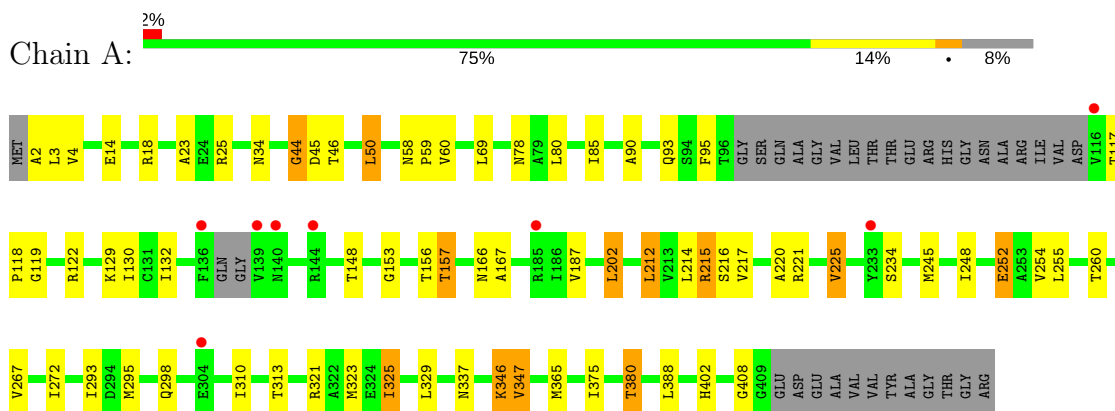 2%
Chain A:
75% 14% • 8%
MET A2 L3 V4 E14 R18 A23 E24 R25 N34 G44 D45 T46 L50 N58 P59 V60 L69 N78 A79 L80 I85 A90 Q93 S94 F95 T96 GLY SER GLN ALA GLY VAL LEU THR THR GLU ARG HIS GLY ASN ALA ARG ILE VAL ASP V116 T117
P118 G119 R122 K129 I130 C131 I132 F136 GLN GLY V139 N140 R144 T148 G153 T156 T157 N166 A167 R185 I186 V187 L202 L212 V213 L214 R215 S216 V217 A220 R221 V225 Y233 S234 M245 I248 E252 A253 V254 L255 T260
V267 I272 I293 D294 M295 Q298 E304 I310 T313 R321 A322 M323 E324 I325 L329 N337 K346 V347 M365 I375 T380 L388 H402 G408 G409 GLU ASP GLU ALA VAL VAL TYR ALA GLY THR GLY ARG